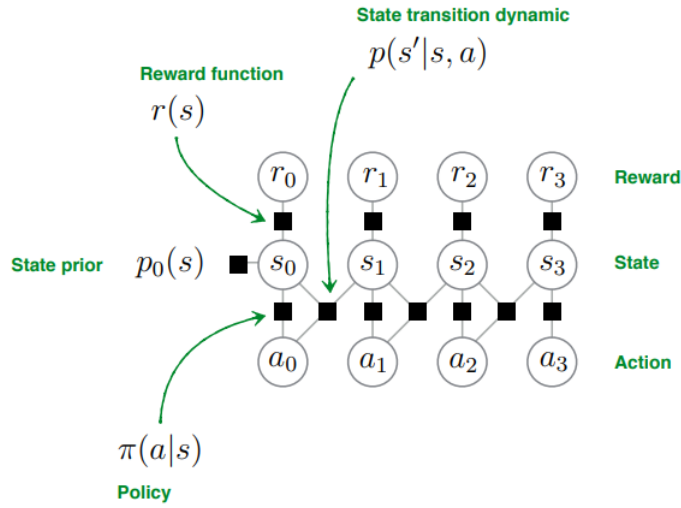 State transition dynamic
p(s'|s, a)
Reward function
r(s)
r₀ r₁ r₂ r₃ Reward
State prior p₀(s) s₀ s₁ s₂ s₃ State
a₀ a₁ a₂ a₃ Action
π(a|s)
Policy